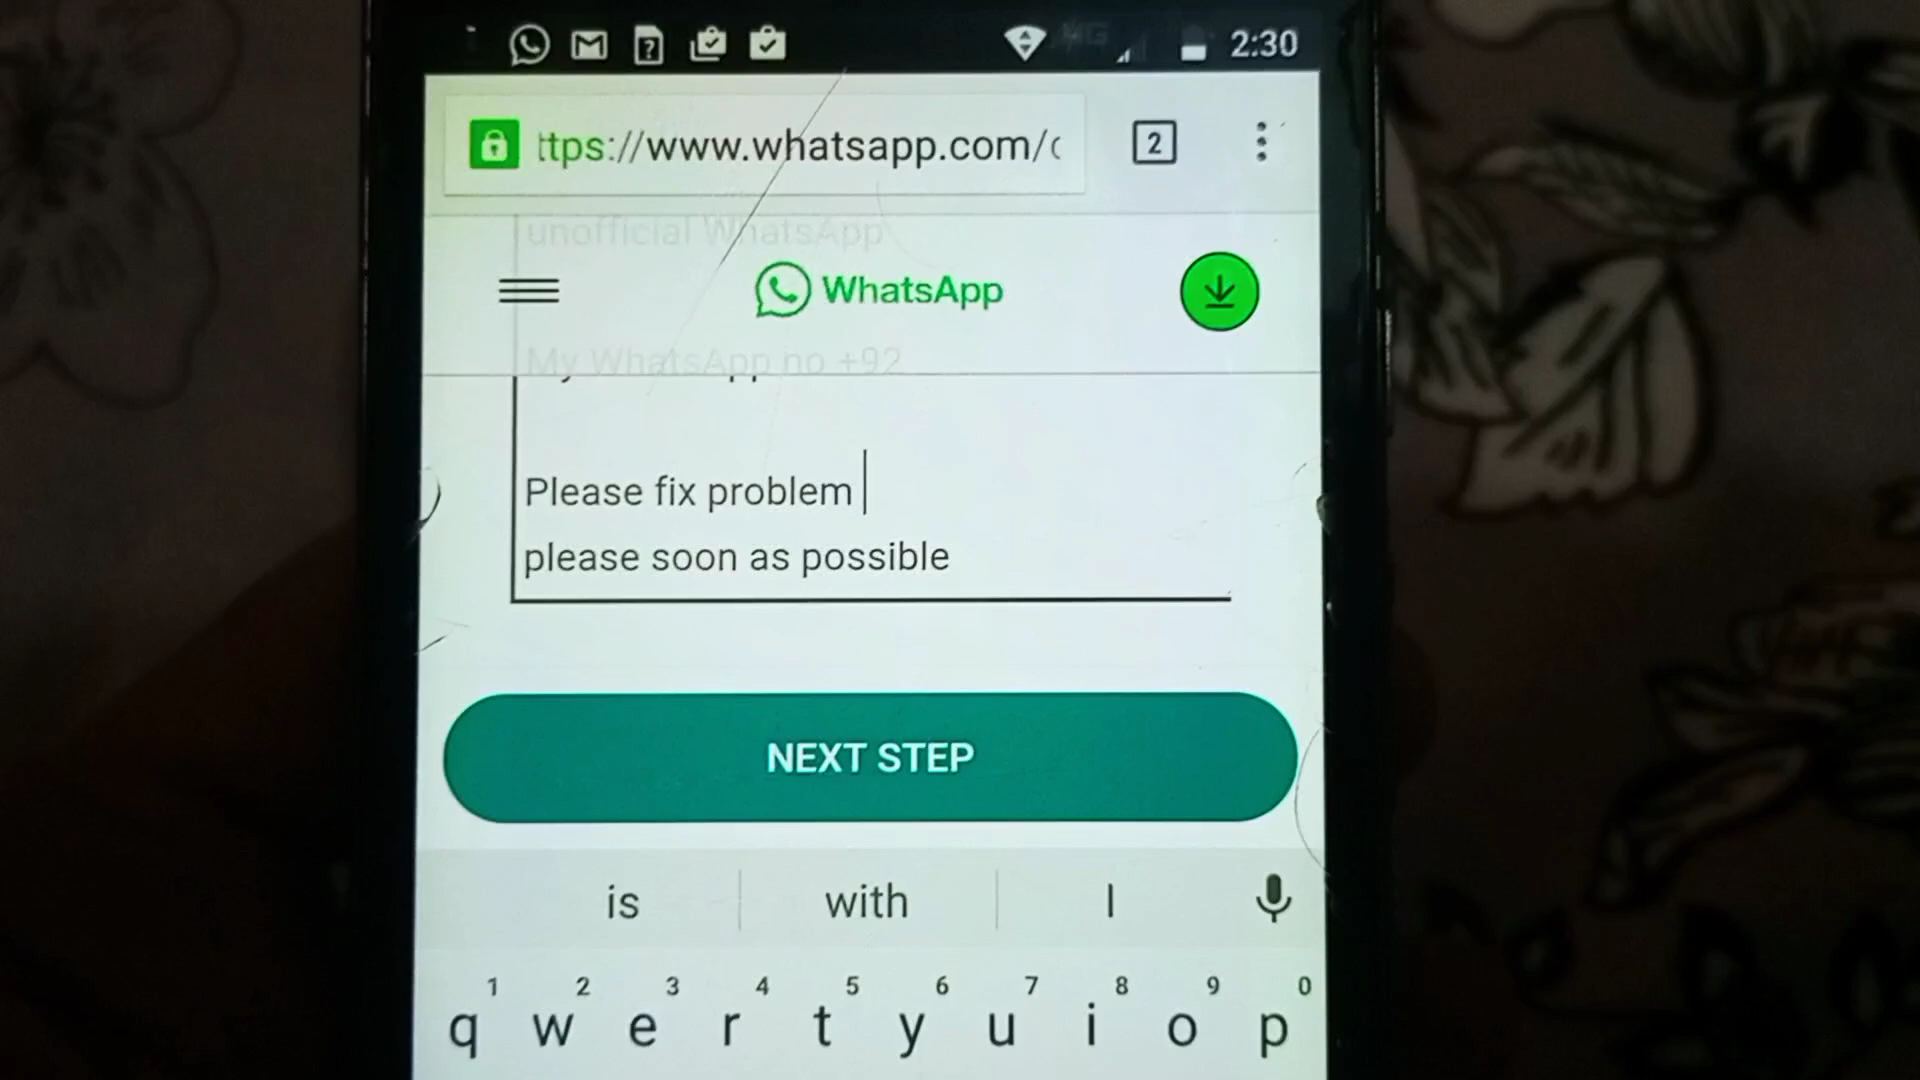 2:30
ttps://www.whatsapp.com/c
2
unofficial WhatsApp
WhatsApp
My WhatsApp no +92
Please fix problem
please soon as possible
NEXT STEP
is with I
1 2 3 4 5 6 7 8 9 0
q w e r t y u i o p